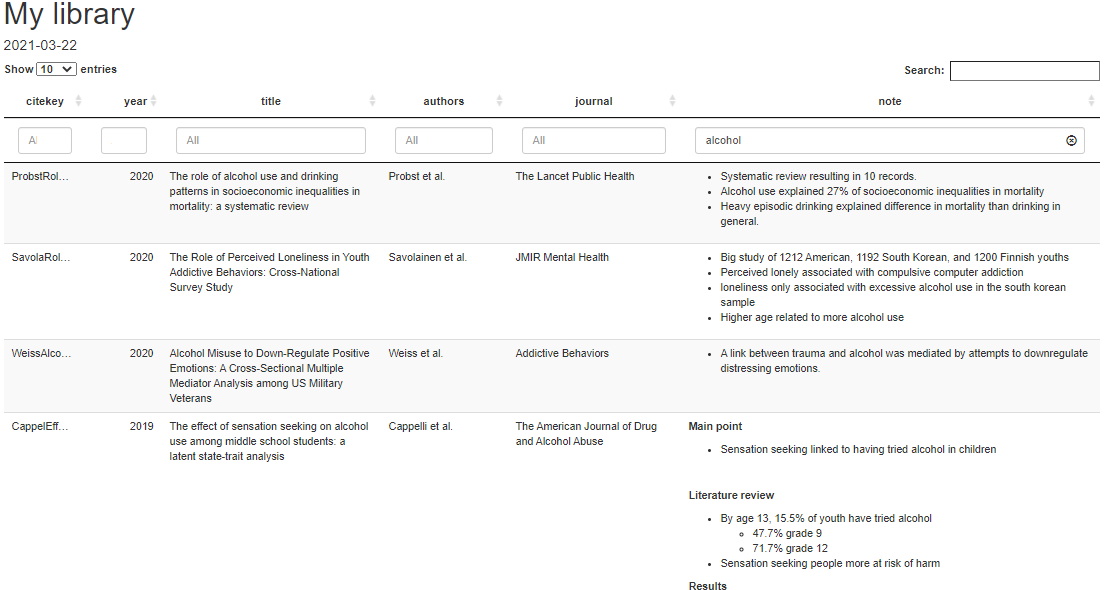 My library
2021-03-22
Show 10 entries
Search:
citekey year title authors journal note
Al All All All alcohol
ProbstRol… 2020 The role of alcohol use and drinking Probst et al. The Lancet Public Health • Systematic review resulting in 10 records.
patterns in socioeconomic inequalities in • Alcohol use explained 27% of socioeconomic inequalities in mortality
mortality: a systematic review • Heavy episodic drinking explained difference in mortality than drinking in
general.
SavolaRol… 2020 The Role of Perceived Loneliness in Youth Savolainen et al. JMIR Mental Health • Big study of 1212 American, 1192 South Korean, and 1200 Finnish youths
Addictive Behaviors: Cross-National • Perceived lonely associated with compulsive computer addiction
Survey Study • loneliness only associated with excessive alcohol use in the south korean
sample
• Higher age related to more alcohol use
WeissAlco… 2020 Alcohol Misuse to Down-Regulate Positive Weiss et al. Addictive Behaviors • A link between trauma and alcohol was mediated by attempts to downregulate
Emotions: A Cross-Sectional Multiple distressing emotions.
Mediator Analysis among US Military
Veterans
CappelEff… 2019 The effect of sensation seeking on alcohol Cappelli et al. The American Journal of Drug Main point
use among middle school students: a and Alcohol Abuse
latent state-trait analysis • Sensation seeking linked to having tried alcohol in children
Literature review
• By age 13, 15.5% of youth have tried alcohol
◦ 47.7% grade 9
◦ 71.7% grade 12
• Sensation seeking people more at risk of harm
Results